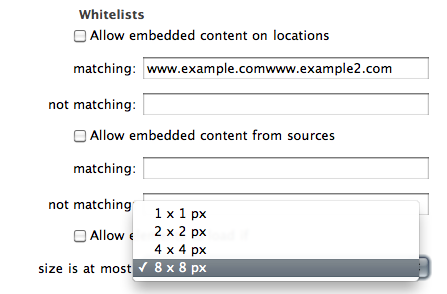 Whitelists
Allow embedded content on locations
matching: www.example.comwww.example2.com
not matching:
Allow embedded content from sources
matching:
not matching:
1 x 1 px
2 x 2 px
Allow
4 x 4 px
size is at most ✓ 8 x 8 px